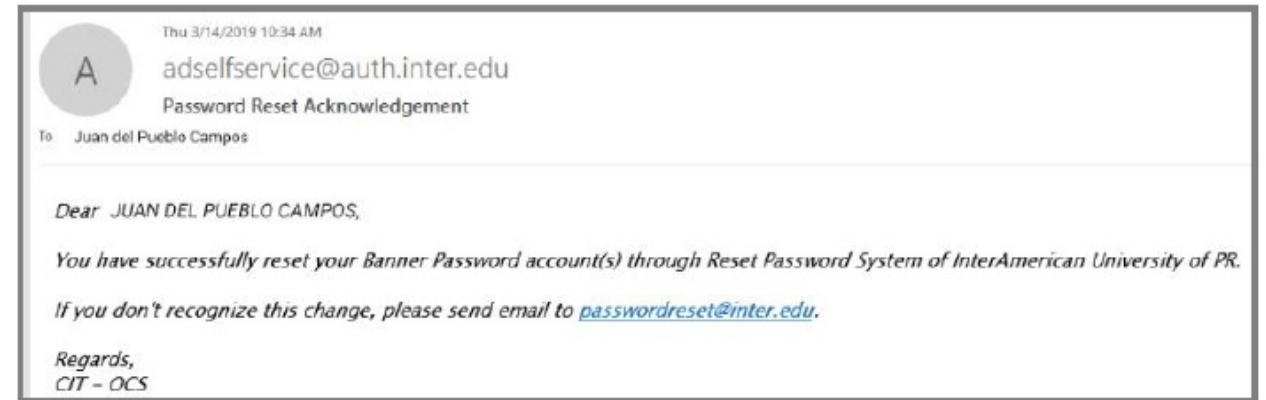 Thu 3/14/2019 10:34 AM
A
adselfservice@auth.inter.edu
Password Reset Acknowledgement
To Juan del Pueblo Campos
Dear JUAN DEL PUEBLO CAMPOS,
You have successfully reset your Banner Password account(s) through Reset Password System of InterAmerican University of PR.
If you don't recognize this change, please send email to passwordreset@inter.edu.
Regards,
CIT – OCS